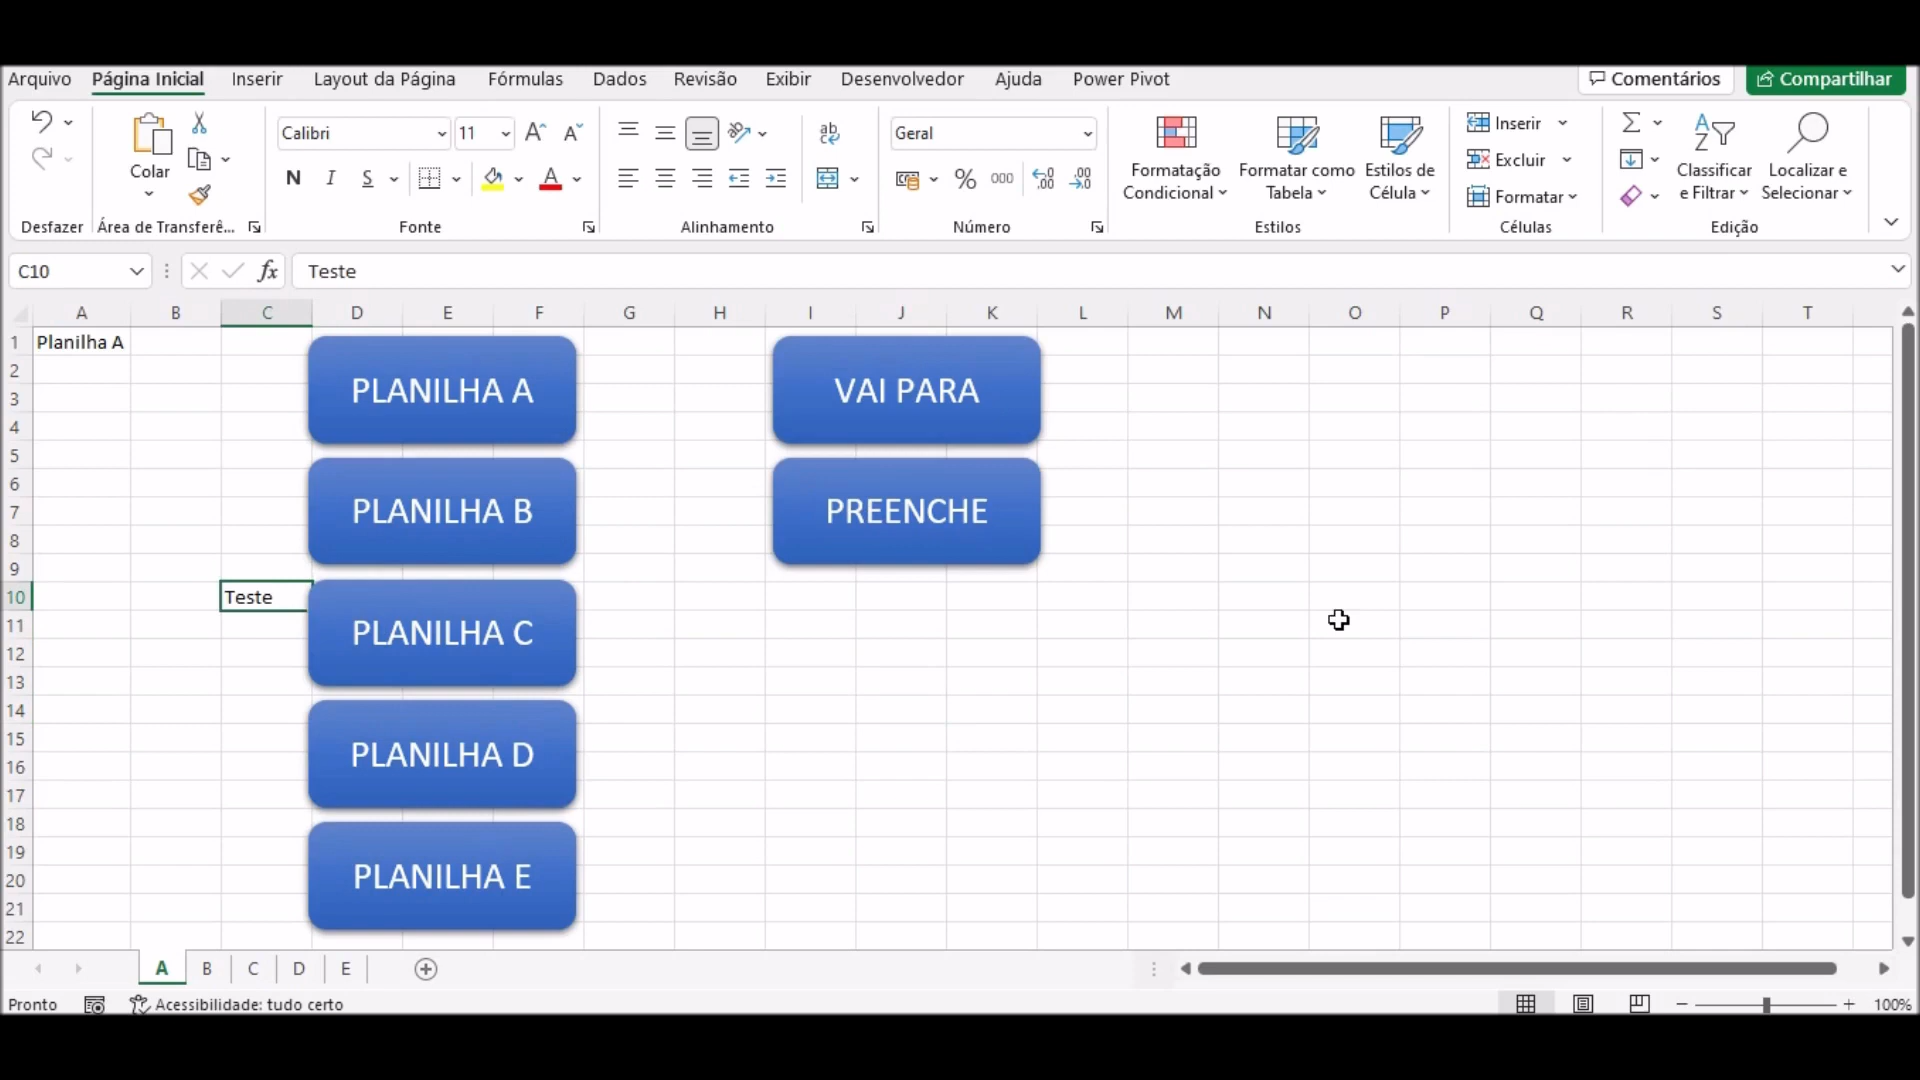 Arquivo Página Inicial Inserir Layout da Página Fórmulas Dados Revisão Exibir Desenvolvedor Ajuda Power Pivot Comentários Compartilhar
Colar
Calibri 11
N I S
ab
Geral
% 000
Formatação Condicional
Formatar como Tabela
Estilos de Célula
Inserir
Excluir
Formatar
Classificar e Filtrar
Localizar e Selecionar
Desfazer Área de Transferê... Fonte Alinhamento Número Estilos Células Edição
C10 fx Teste
A B C D E F G H I J K L M N O P Q R S T
1 Planilha A
2
3 PLANILHA A VAI PARA
4
5
6
7 PLANILHA B PREENCHE
8
9
10 Teste
11 PLANILHA C
12
13
14
15 PLANILHA D
16
17
18
19
20 PLANILHA E
21
22
A B C D E
Pronto Acessibilidade: tudo certo 100%